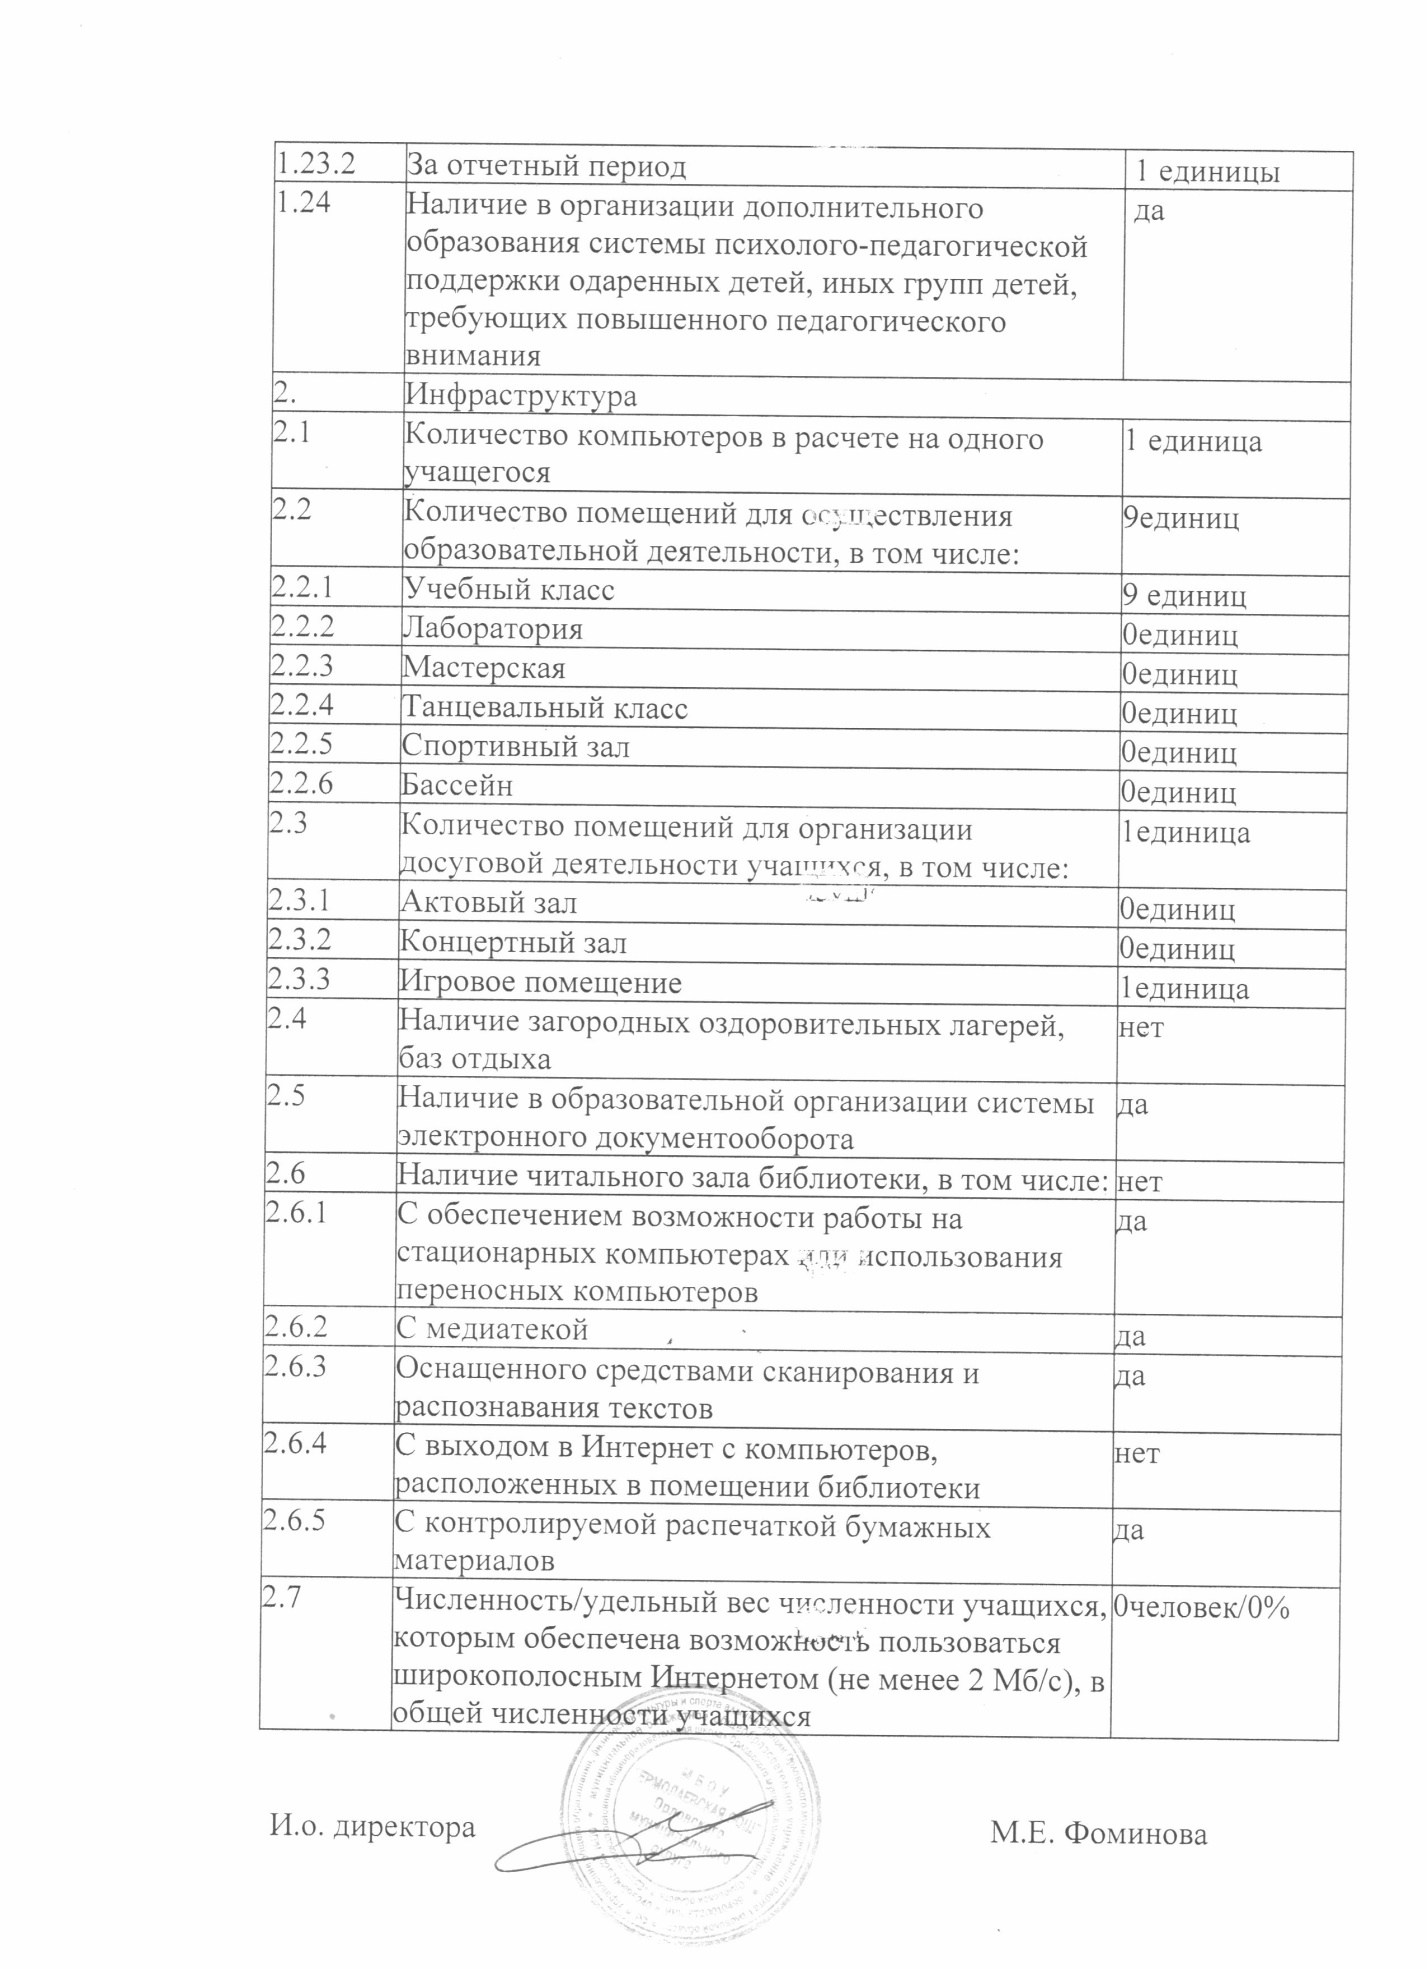 1.23.2 За отчетный период 1 единицы
1.24 Наличие в организации дополнительного да
образования системы психолого-педагогической
поддержки одаренных детей, иных групп детей,
требующих повышенного педагогического
внимания
2. Инфраструктура
2.1 Количество компьютеров в расчете на одного 1 единица
учащегося
2.2 Количество помещений для осуществления 9единиц
образовательной деятельности, в том числе:
2.2.1 Учебный класс 9 единиц
2.2.2 Лаборатория 0единиц
2.2.3 Мастерская 0единиц
2.2.4 Танцевальный класс 0единиц
2.2.5 Спортивный зал 0единиц
2.2.6 Бассейн 0единиц
2.3 Количество помещений для организации 1единица
досуговой деятельности учащихся, в том числе:
2.3.1 Актовый зал 0единиц
2.3.2 Концертный зал 0единиц
2.3.3 Игровое помещение 1единица
2.4 Наличие загородных оздоровительных лагерей, нет
баз отдыха
2.5 Наличие в образовательной организации системы да
электронного документооборота
2.6 Наличие читального зала библиотеки, в том числе: нет
2.6.1 С обеспечением возможности работы на да
стационарных компьютерах или использования
переносных компьютеров
2.6.2 С медиатекой да
2.6.3 Оснащенного средствами сканирования и да
распознавания текстов
2.6.4 С выходом в Интернет с компьютеров, нет
расположенных в помещении библиотеки
2.6.5 С контролируемой распечаткой бумажных да
материалов
2.7 Численность/удельный вес численности учащихся, 0человек/0%
которым обеспечена возможность пользоваться
широкополосным Интернетом (не менее 2 Мб/с), в
общей численности учащихся
И.о. директора М.Е. Фоминова
МБОУ
ЕРМОЛАЕВСКАЯ
муниципального
округа